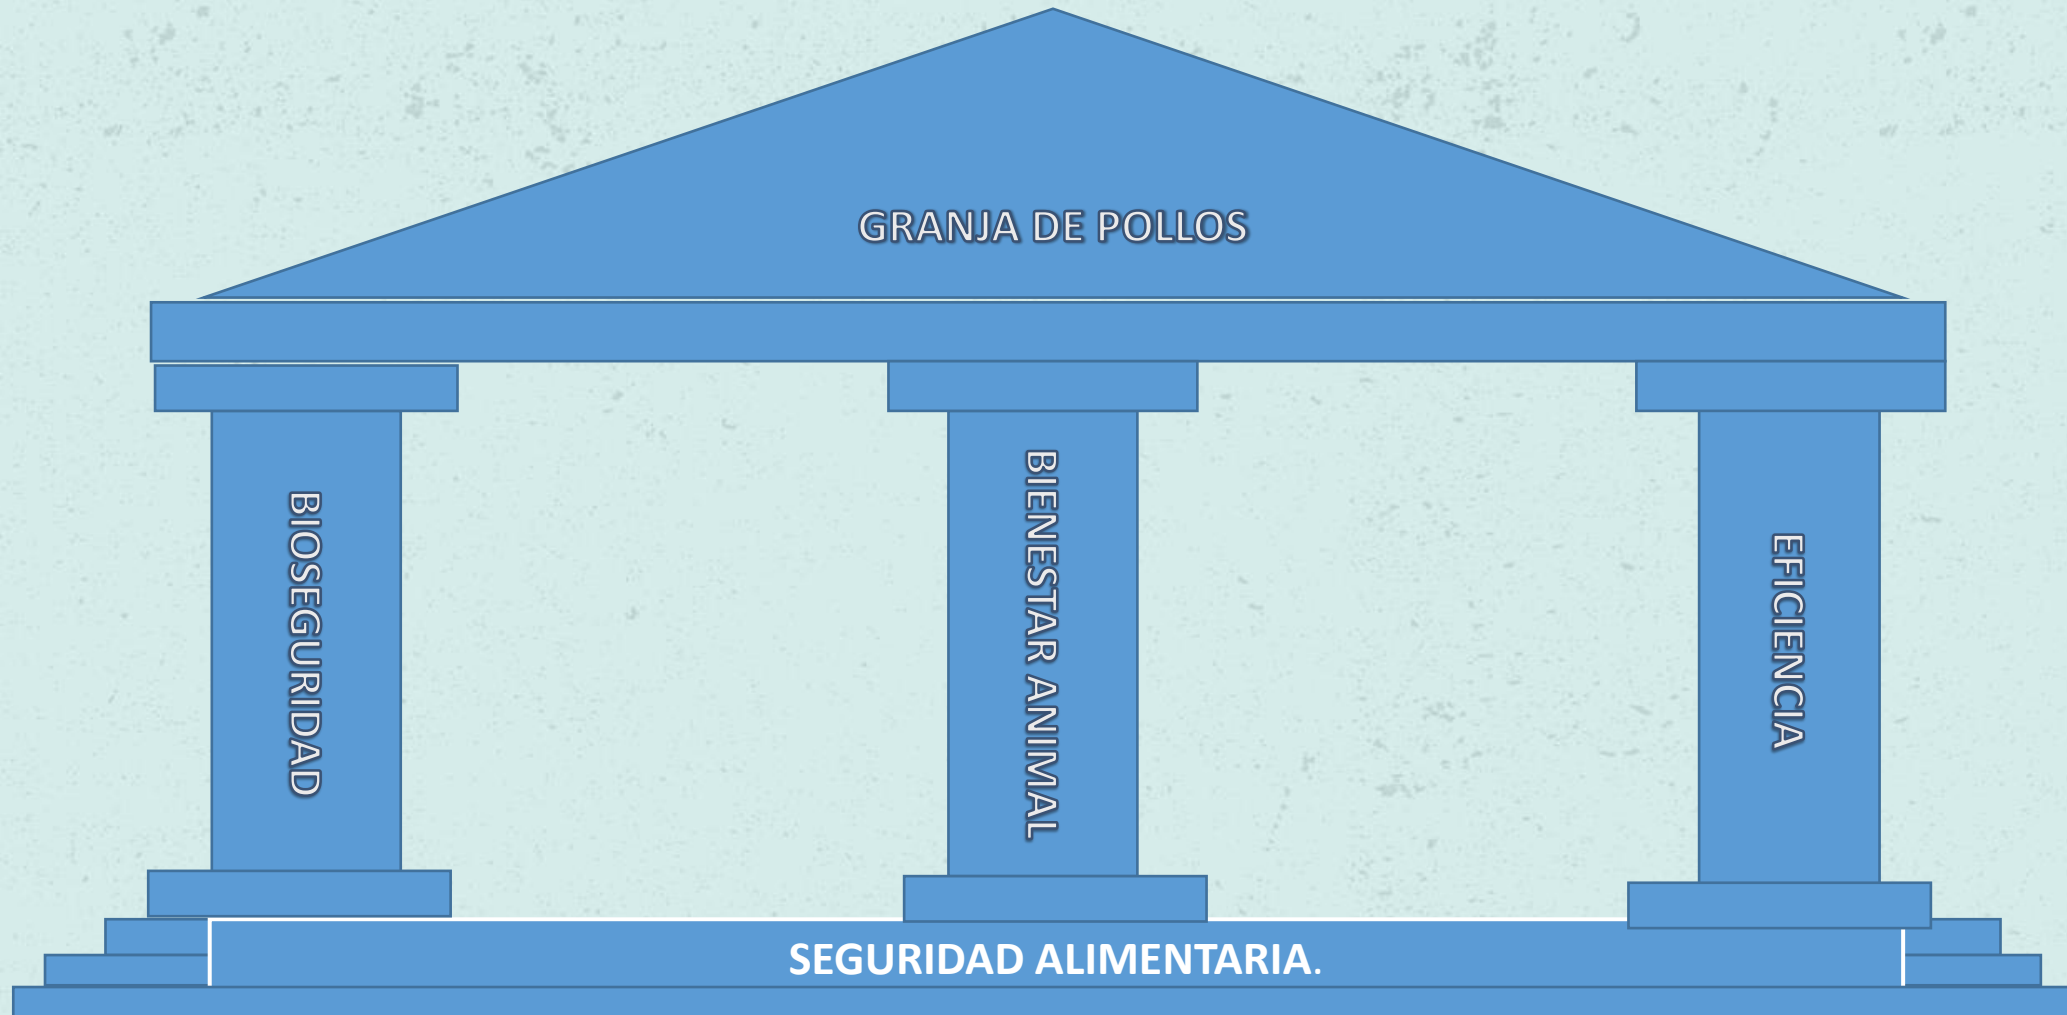 GRANJA DE POLLOS
BIOSEGURIDAD
BIENESTAR ANIMAL
EFICIENCIA
SEGURIDAD ALIMENTARIA.